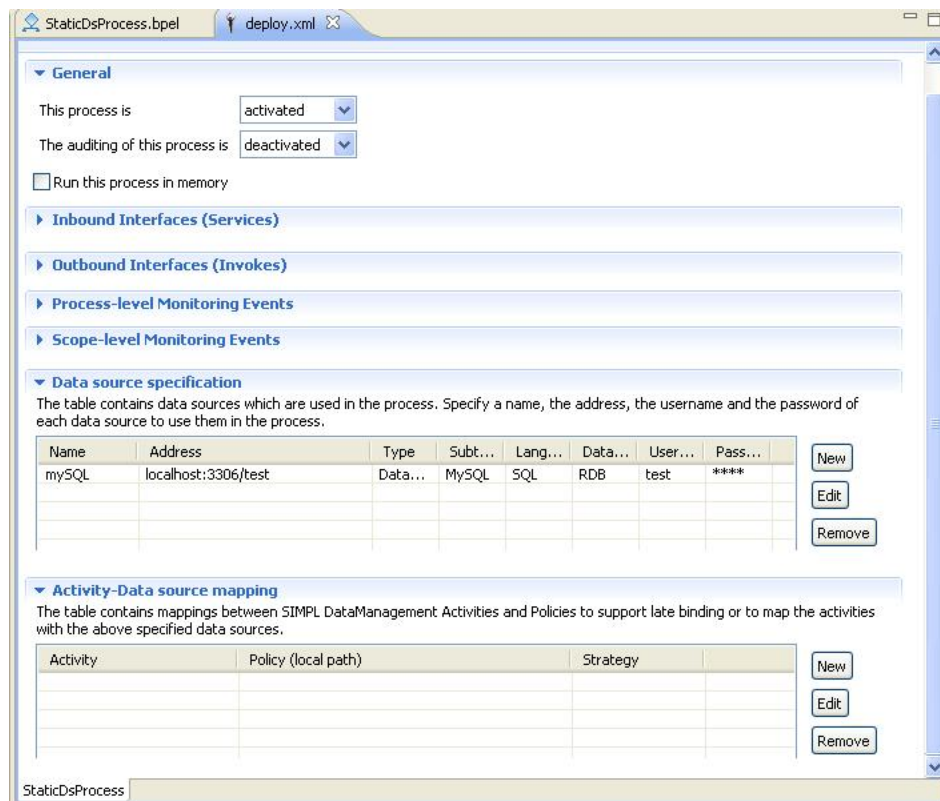 StaticDsProcess.bpel deploy.xml
General
This process is activated
The auditing of this process is deactivated
Run this process in memory
Inbound Interfaces (Services)
Outbound Interfaces (Invokes)
Process-level Monitoring Events
Scope-level Monitoring Events
Data source specification
The table contains data sources which are used in the process. Specify a name, the address, the username and the password of
each data source to use them in the process.
Name Address Type Subt... Lang... Data... User... Pass...
mySQL localhost:3306/test Data... MySQL SQL RDB test ****
New
Edit
Remove
Activity-Data source mapping
The table contains mappings between SIMPL DataManagement Activities and Policies to support late binding or to map the activities
with the above specified data sources.
Activity Policy (local path) Strategy
New
Edit
Remove
StaticDsProcess